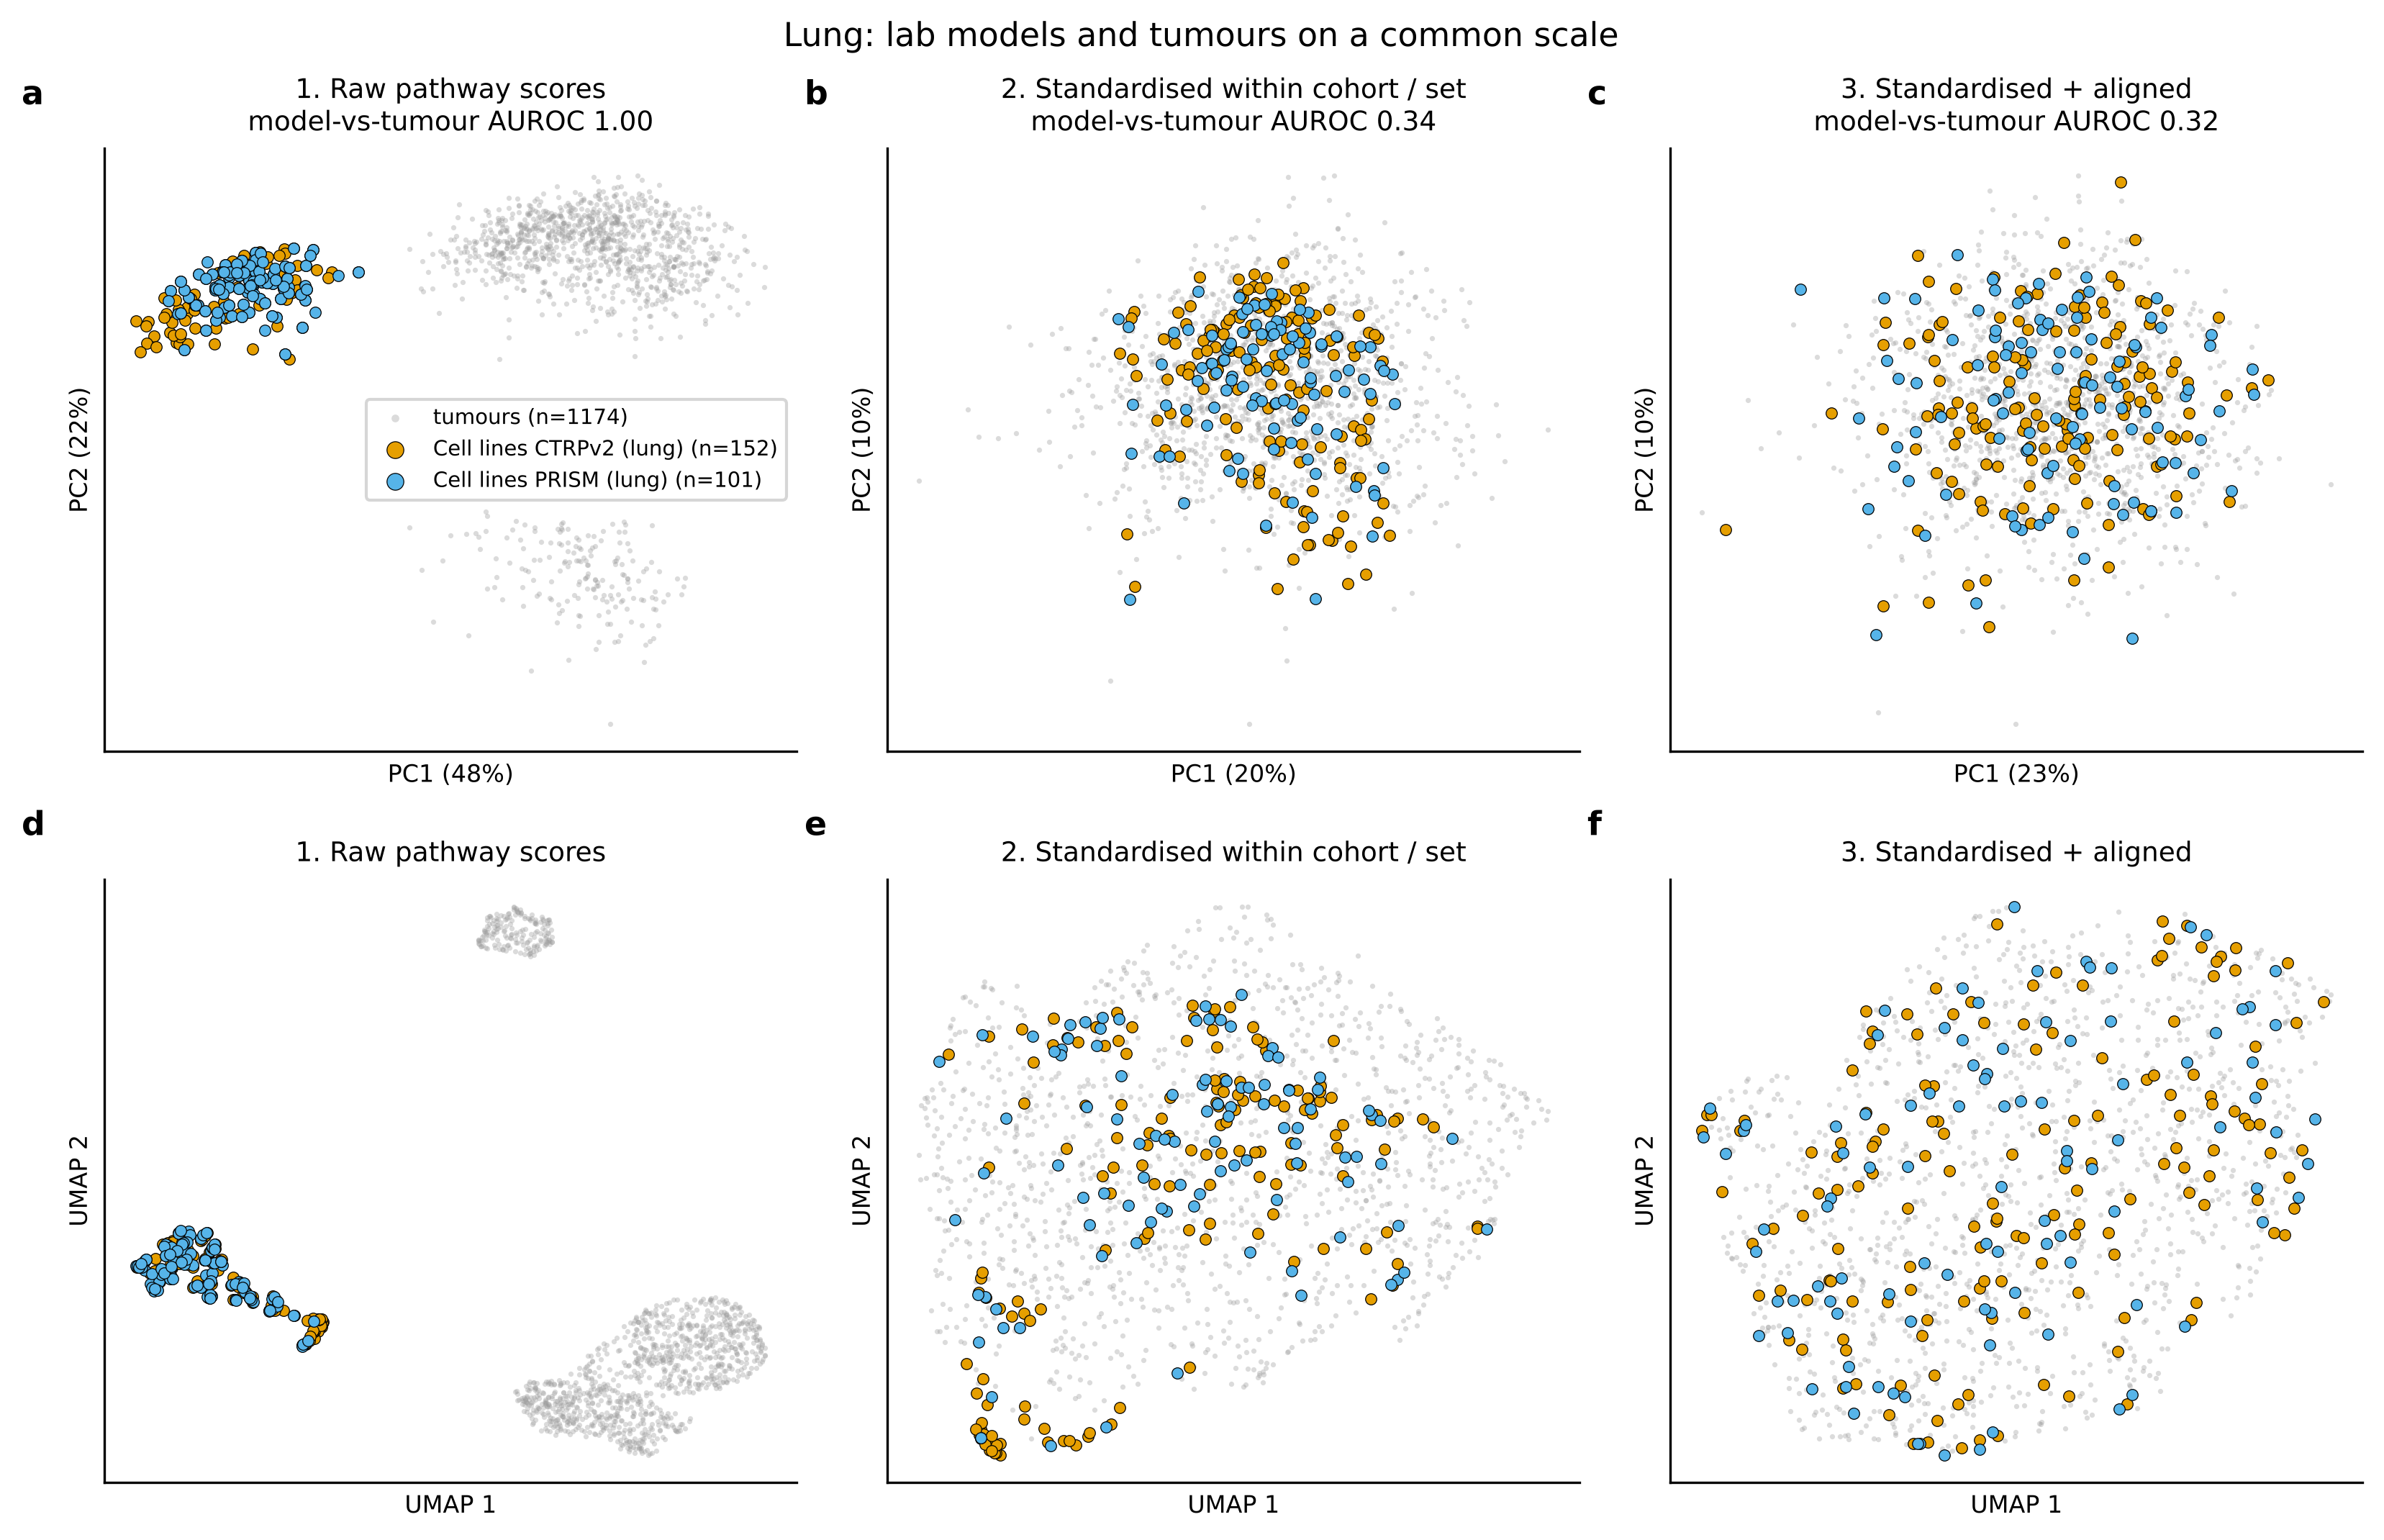 Lung: lab models and tumours on a common scale
a
1. Raw pathway scores
model-vs-tumour AUROC 1.00
PC2 (22%)
tumours (n=1174)
Cell lines CTRPv2 (lung) (n=152)
Cell lines PRISM (lung) (n=101)
PC1 (48%)
b
2. Standardised within cohort / set
model-vs-tumour AUROC 0.34
PC2 (10%)
PC1 (20%)
c
3. Standardised + aligned
model-vs-tumour AUROC 0.32
PC2 (10%)
PC1 (23%)
d
1. Raw pathway scores
UMAP 2
UMAP 1
e
2. Standardised within cohort / set
UMAP 2
UMAP 1
f
3. Standardised + aligned
UMAP 2
UMAP 1